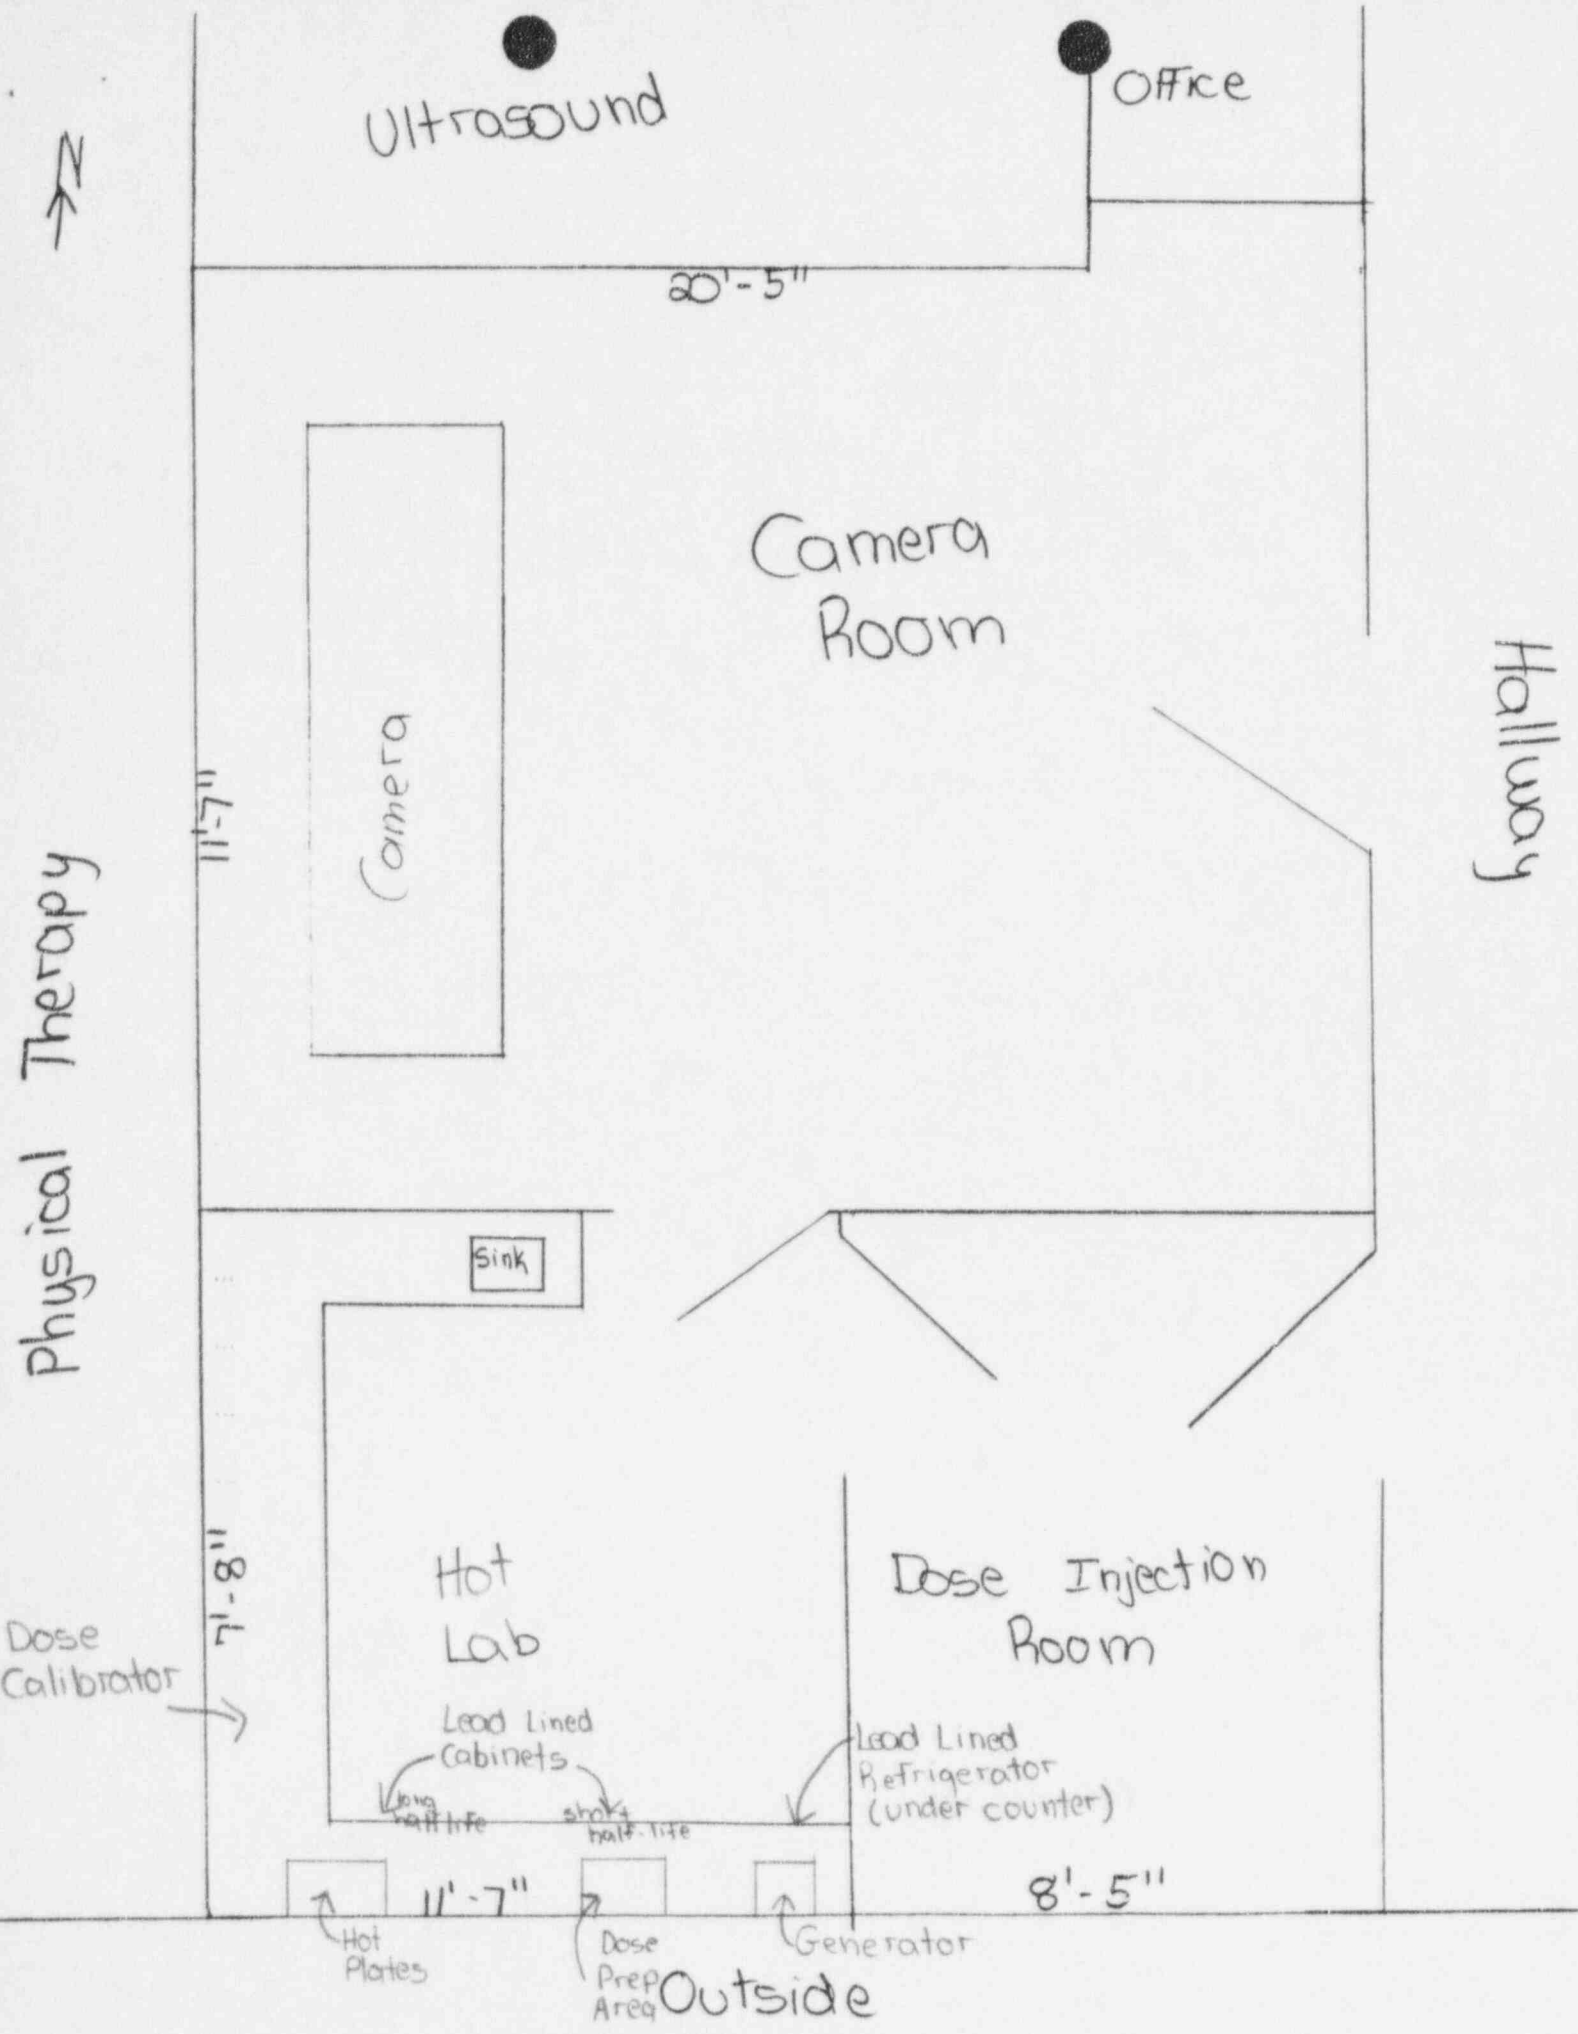 N
Ultrasound
Office
20'-5"
Camera
Room
Camera
Hallway
11'-7"
Physical Therapy
Sink
7'-8"
Hot
Lab
Dose Injection
Room
Dose
Calibrator
Lead Lined
Cabinets
long
half life
short
half-life
Lead Lined
Refrigerator
(under counter)
11'-7"
8'-5"
Hot
Plates
Dose
Prep
Area
Generator
Outside